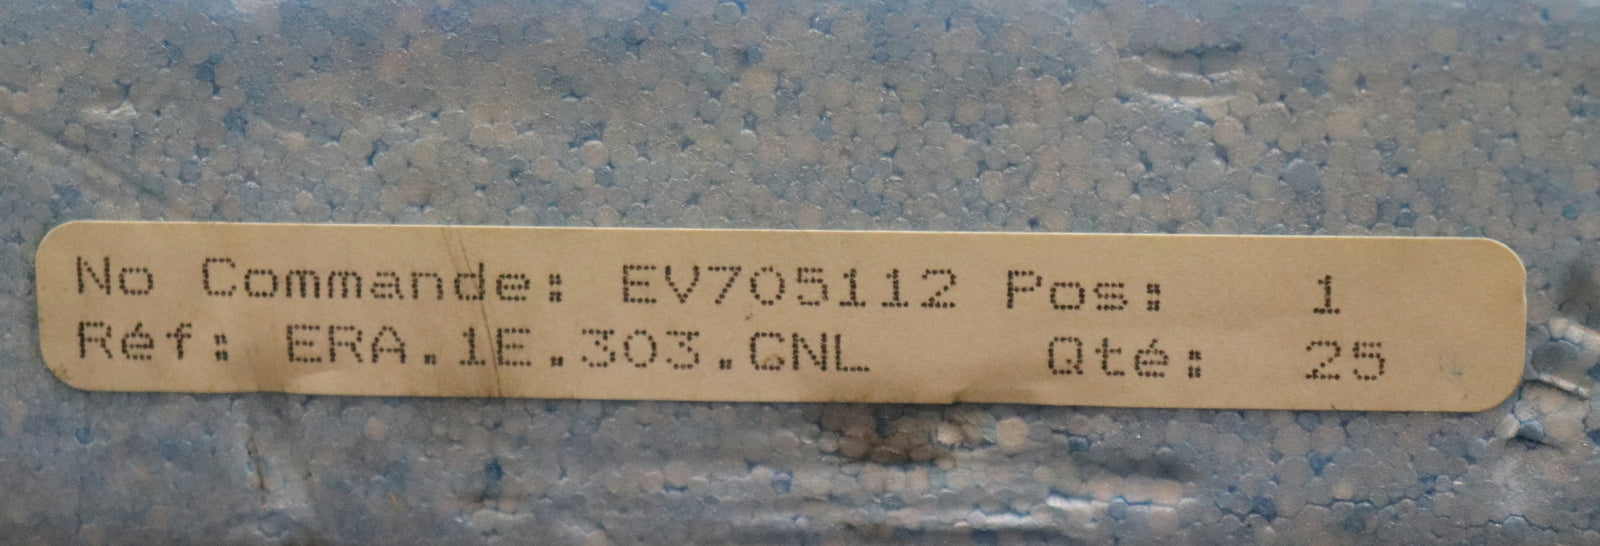 No Commande: EV705112 Pos: 1
Réf: ERA.1E.303.CNL Qté: 25